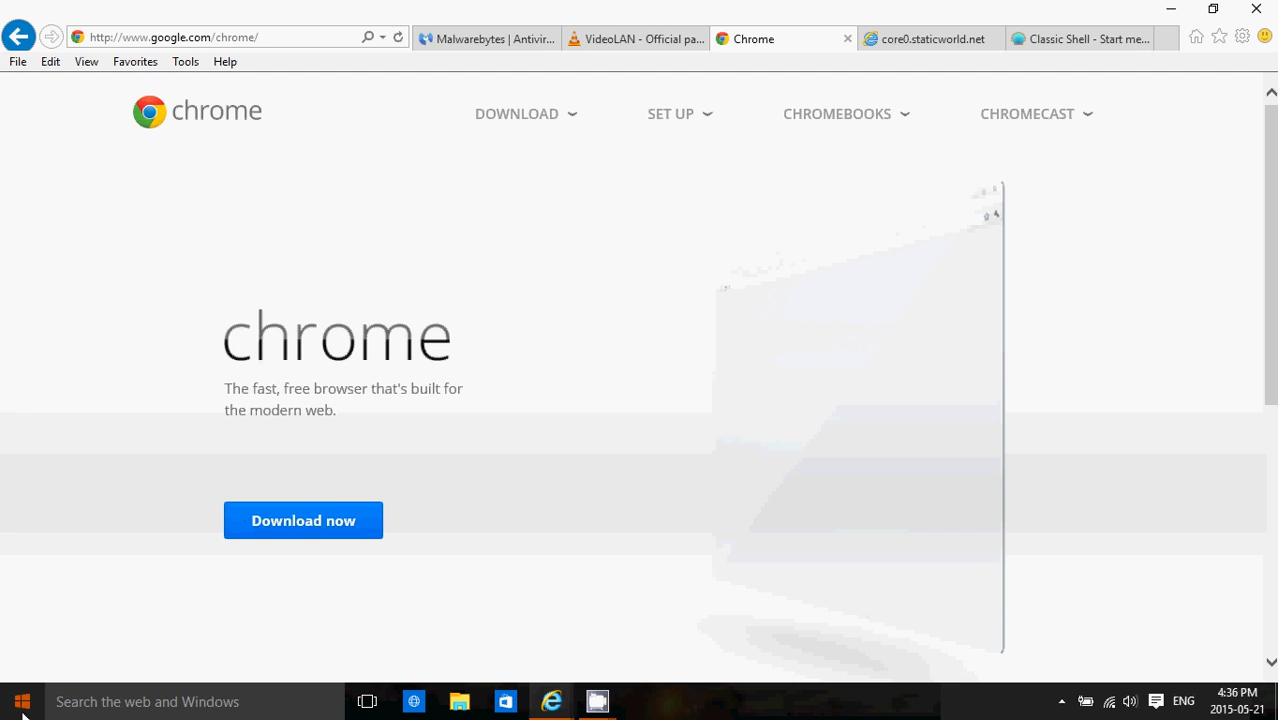 http://www.google.com/chrome/
Malwarebytes | Antivir...
VideoLAN - Official pa...
Chrome
core0.staticworld.net
Classic Shell - Start me...
File Edit View Favorites Tools Help
chrome
DOWNLOAD
SET UP
CHROMEBOOKS
CHROMECAST
chrome
The fast, free browser that's built for
the modern web.
Download now
Search the web and Windows
ENG
4:36 PM
2015-05-21